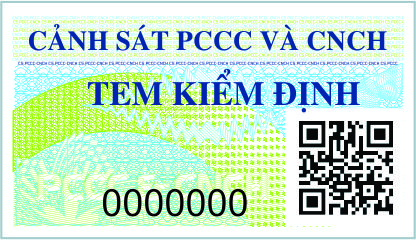 CẢNH SÁT PCCC VÀ CNCH
CS.PCCC-CNCH CS.PCCC-CNCH CS.PCCC-CNCH CS.PCCC-CNCH CS.PCCC-CNCH CS.PCCC-CNCH CS.PCCC-CNCH CS.PCCC-CNCH CS.PCCC-CNCH CS.PCCC-CNCH CS.PCCC.
TEM KIỂM ĐỊNH
0000000